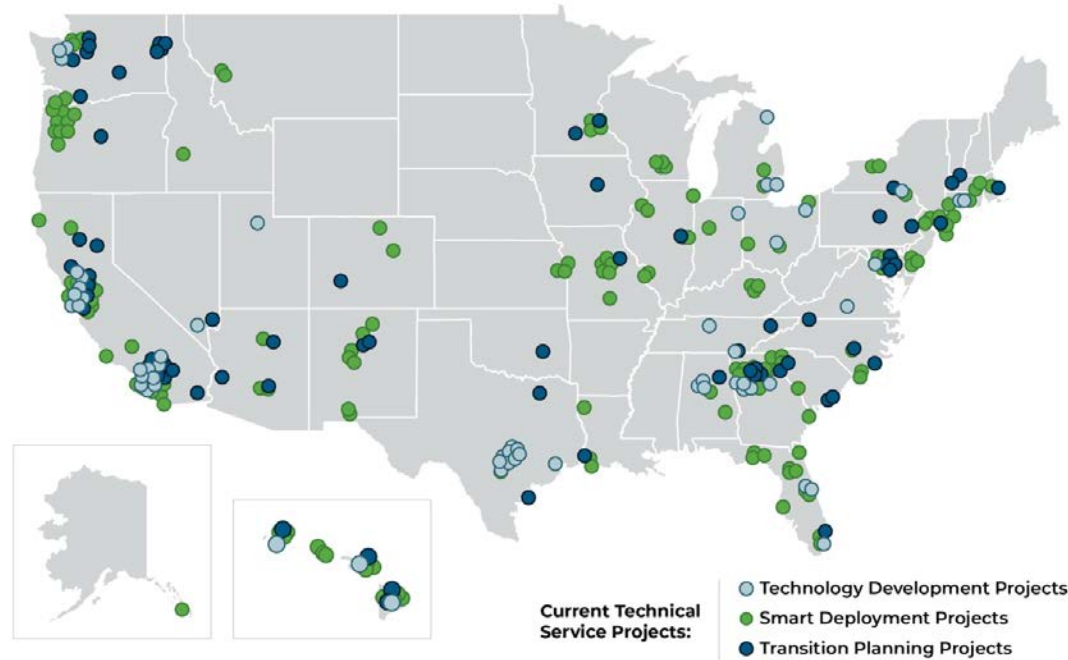 Current Technical
Service Projects:
Technology Development Projects
Smart Deployment Projects
Transition Planning Projects